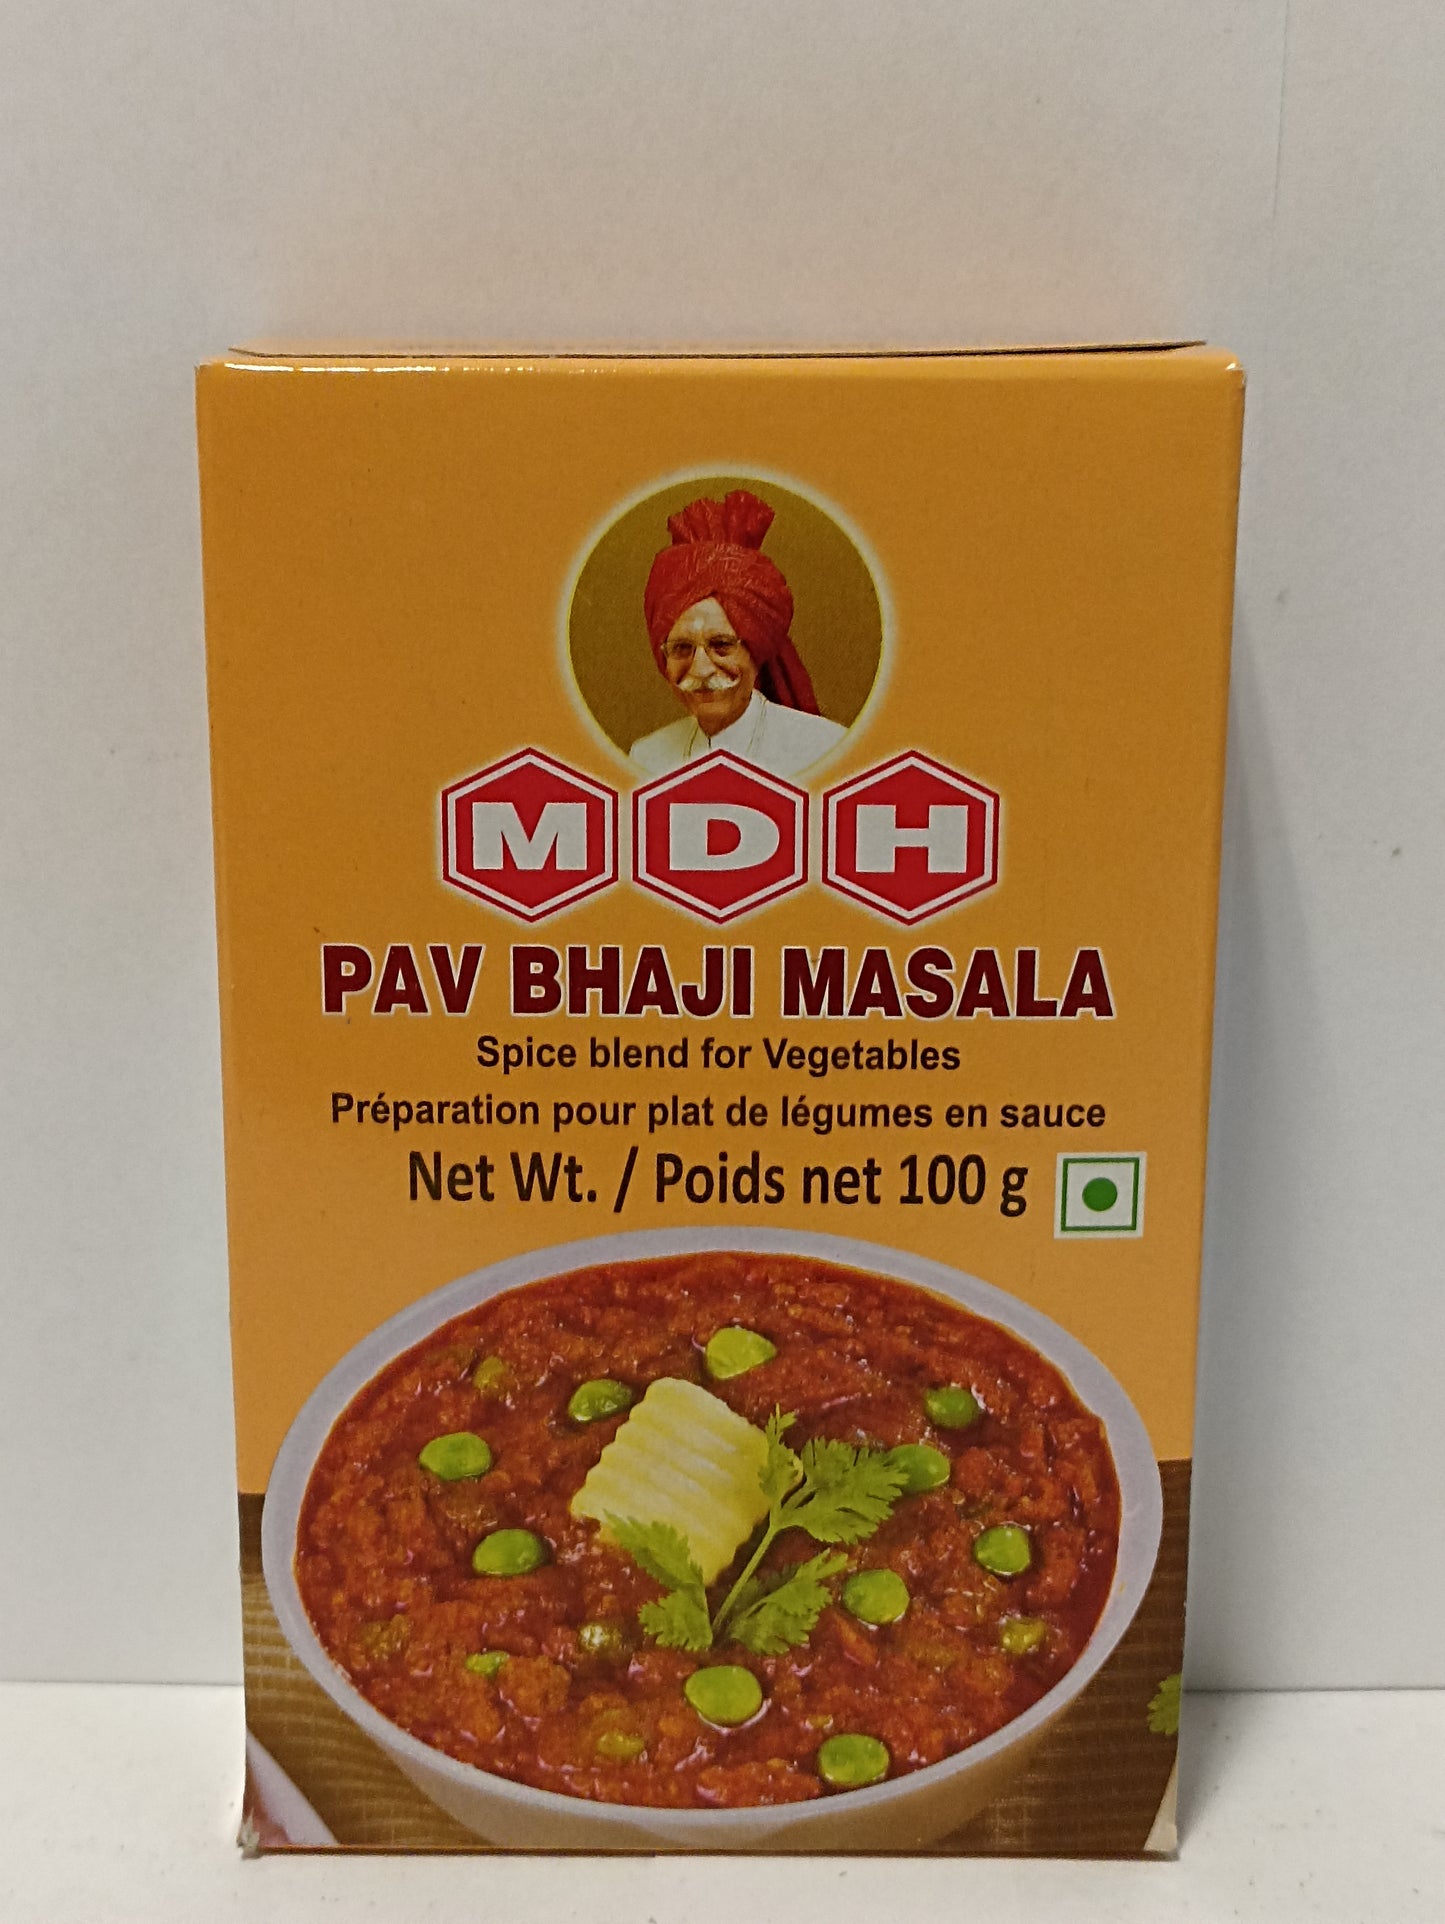 MDH
PAV BHAJI MASALA
Spice blend for Vegetables
Préparation pour plat de légumes en sauce
Net Wt. / Poids net 100 g